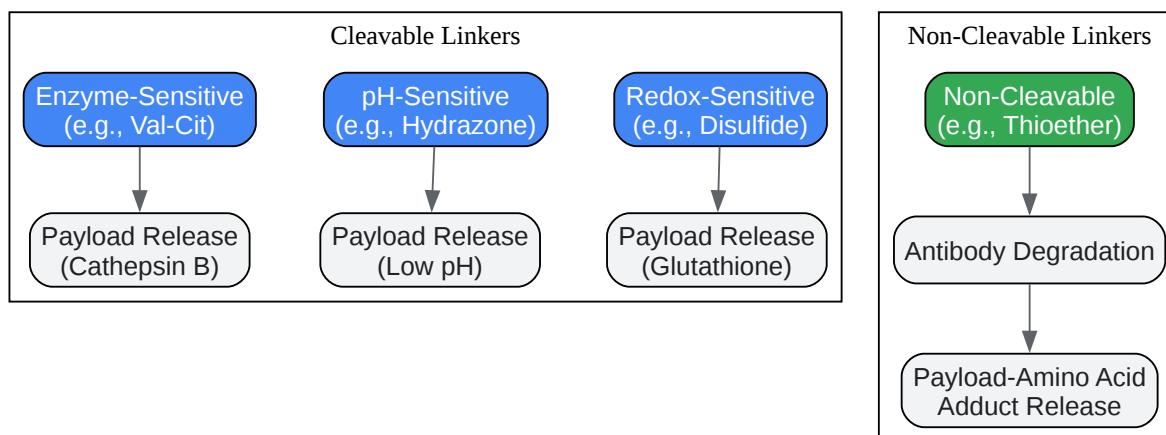 Cleavable Linkers
Enzyme-Sensitive
(e.g., Val-Cit)
pH-Sensitive
(e.g., Hydrazone)
Redox-Sensitive
(e.g., Disulfide)
Payload Release
(Cathepsin B)
Payload Release
(Low pH)
Payload Release
(Glutathione)
Non-Cleavable Linkers
Non-Cleavable
(e.g., Thioether)
Antibody Degradation
Payload-Amino Acid
Adduct Release